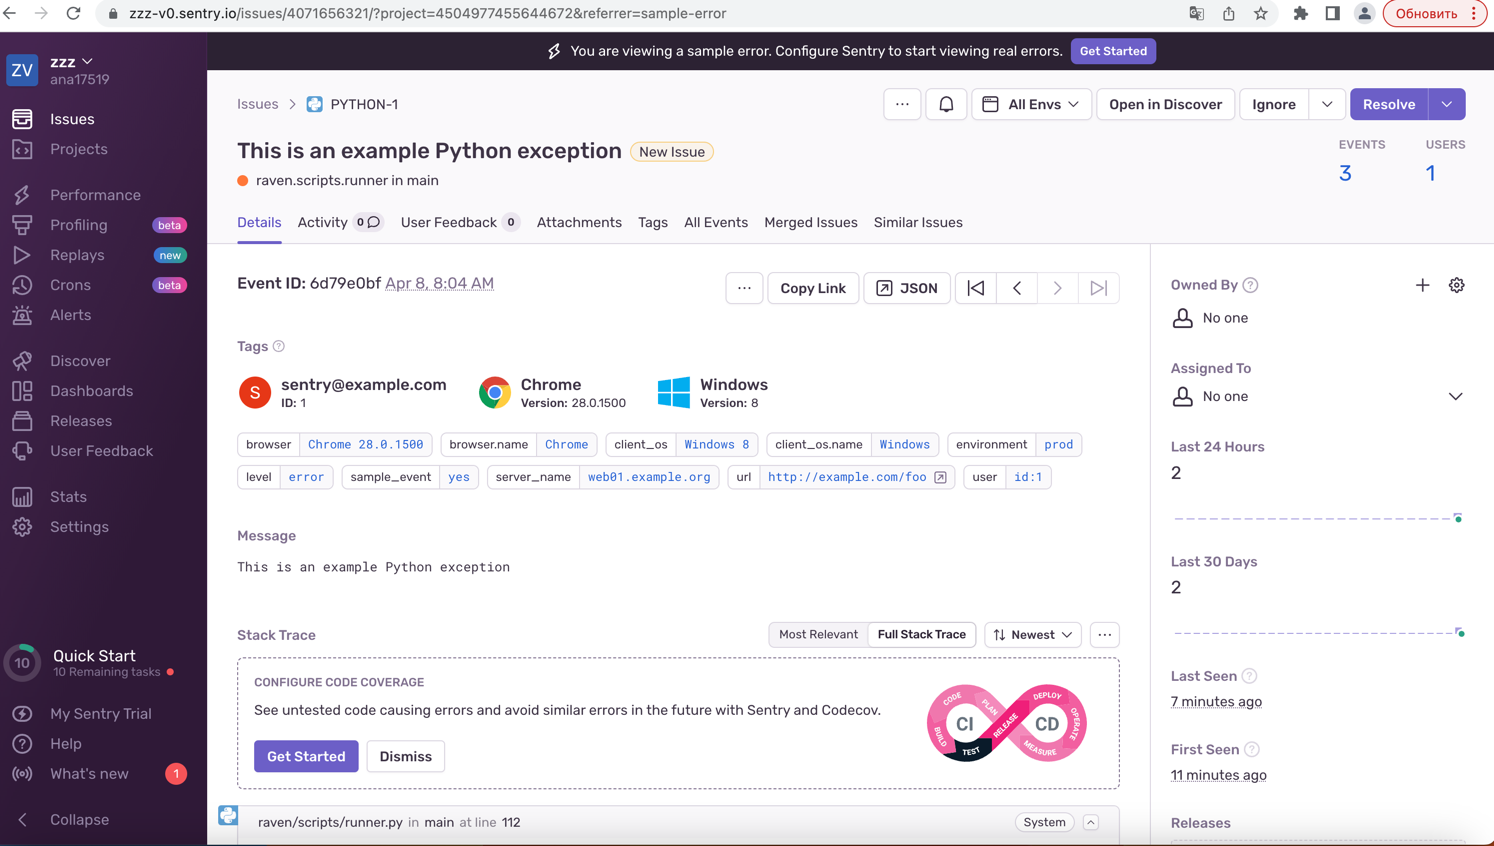 zzz-v0.sentry.io/issues/4071656321/?project=4504977455644672&referrer=sample-error
Обновить
You are viewing a sample error. Configure Sentry to start viewing real errors.
Get Started
ZV
zzz
ana17519
Issues
Projects
Performance
Profiling beta
Replays new
Crons beta
Alerts
Discover
Dashboards
Releases
User Feedback
Stats
Settings
10
Quick Start
10 Remaining tasks
My Sentry Trial
Help
What's new 1
Collapse
Issues > PYTHON-1
All Envs
Open in Discover
Ignore
Resolve
This is an example Python exception New Issue
raven.scripts.runner in main
EVENTS USERS
3 1
Details Activity 0 User Feedback 0 Attachments Tags All Events Merged Issues Similar Issues
Event ID: 6d79e0bf Apr 8, 8:04 AM
Copy Link
JSON
Tags
S
sentry@example.com
ID: 1
Chrome
Version: 28.0.1500
Windows
Version: 8
browser Chrome 28.0.1500 browser.name Chrome client_os Windows 8 client_os.name Windows environment prod
level error sample_event yes server_name web01.example.org url http://example.com/foo user id:1
Message
This is an example Python exception
Stack Trace
Most Relevant Full Stack Trace Newest
CONFIGURE CODE COVERAGE
See untested code causing errors and avoid similar errors in the future with Sentry and Codecov.
Get Started Dismiss
CODE
PLAN
BUILD
CI
TEST
RELEASE
DEPLOY
OPERATE
CD
MEASURE
raven/scripts/runner.py in main at line 112
System
Owned By
No one
Assigned To
No one
Last 24 Hours
2
Last 30 Days
2
Last Seen
7 minutes ago
First Seen
11 minutes ago
Releases